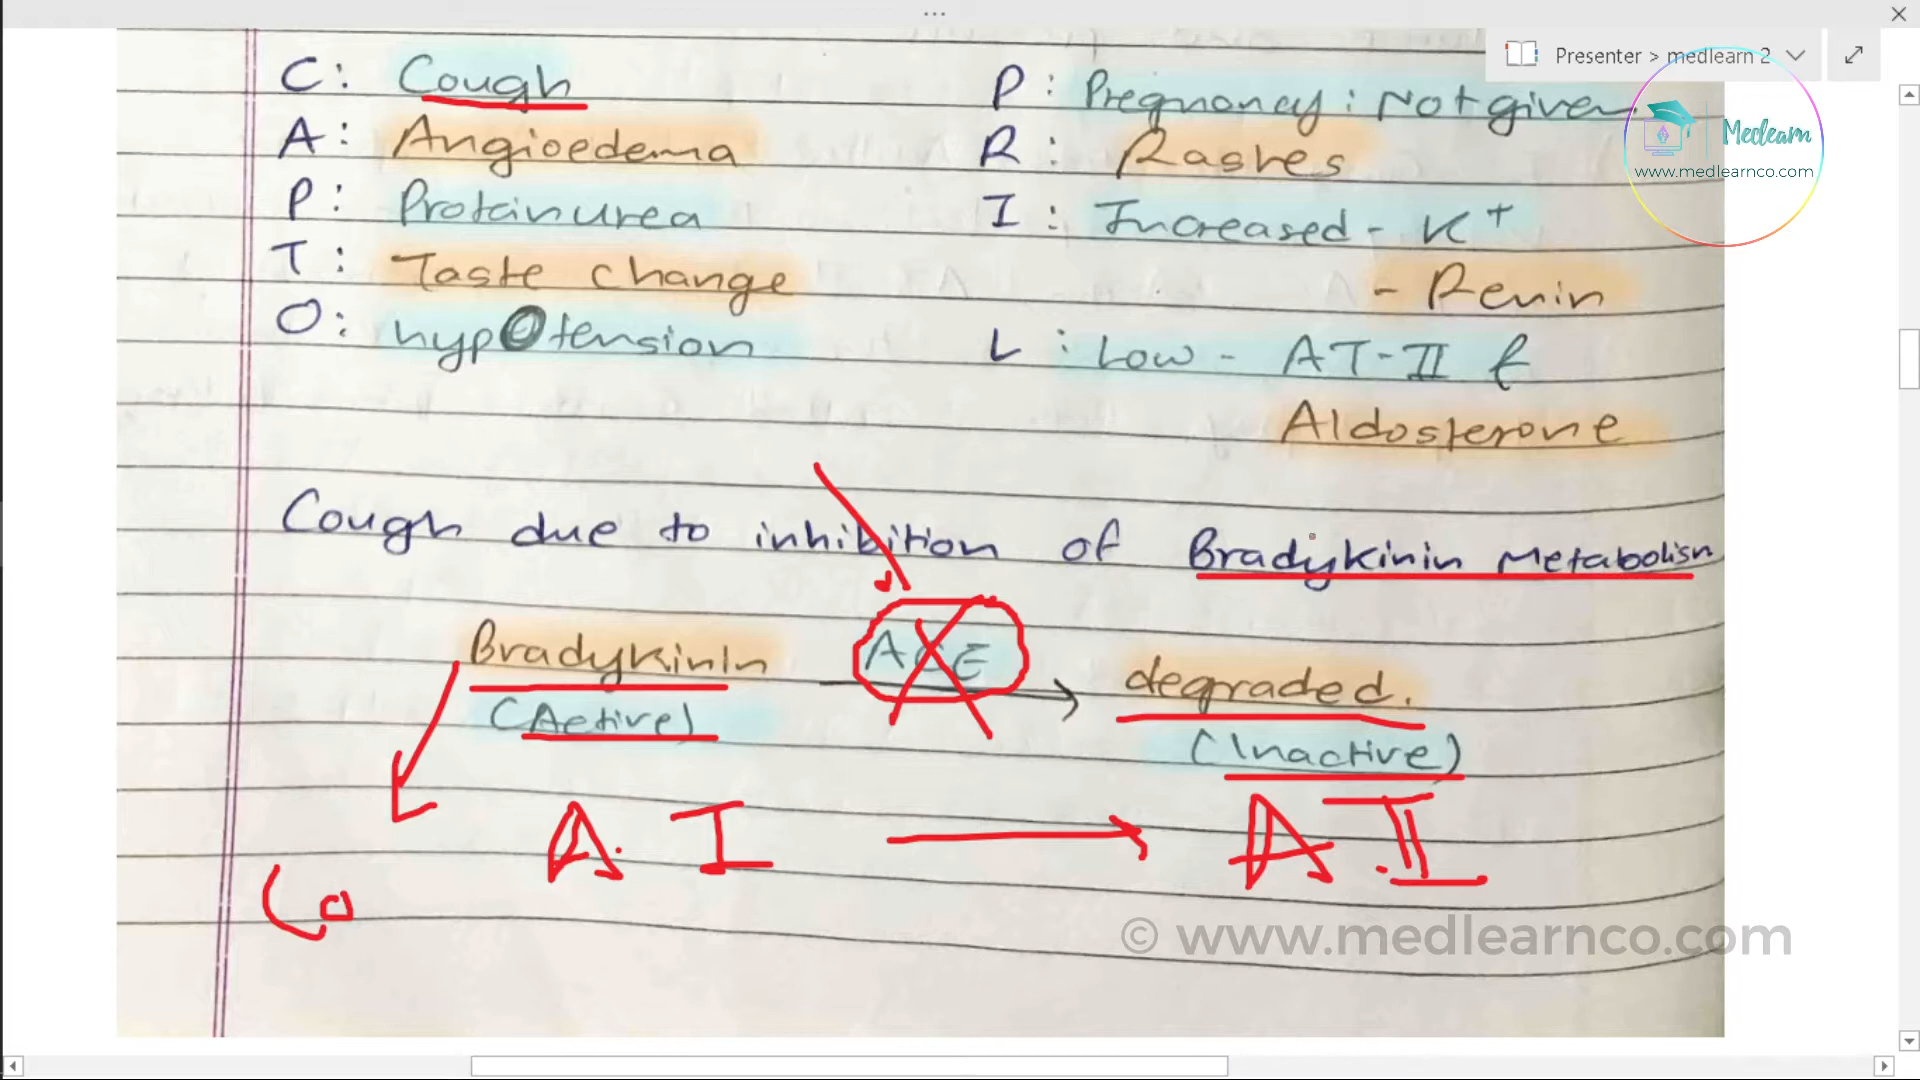 Presenter > medlearn 2
Medlearn
www.medlearnco.com
C: Cough
A: Angioedema
P: Proteinurea
T: Taste change
O: hypOtension
P: Pregnancy: Not given
R: Rashes
I: Increased - K+
- Renin
L: Low - AT-II &
Aldosterone
Cough due to inhibition of Bradykinin Metabolism
Bradykinin ACE degraded.
(Active) (Inactive)
A I A II
Co
© www.medlearnco.com